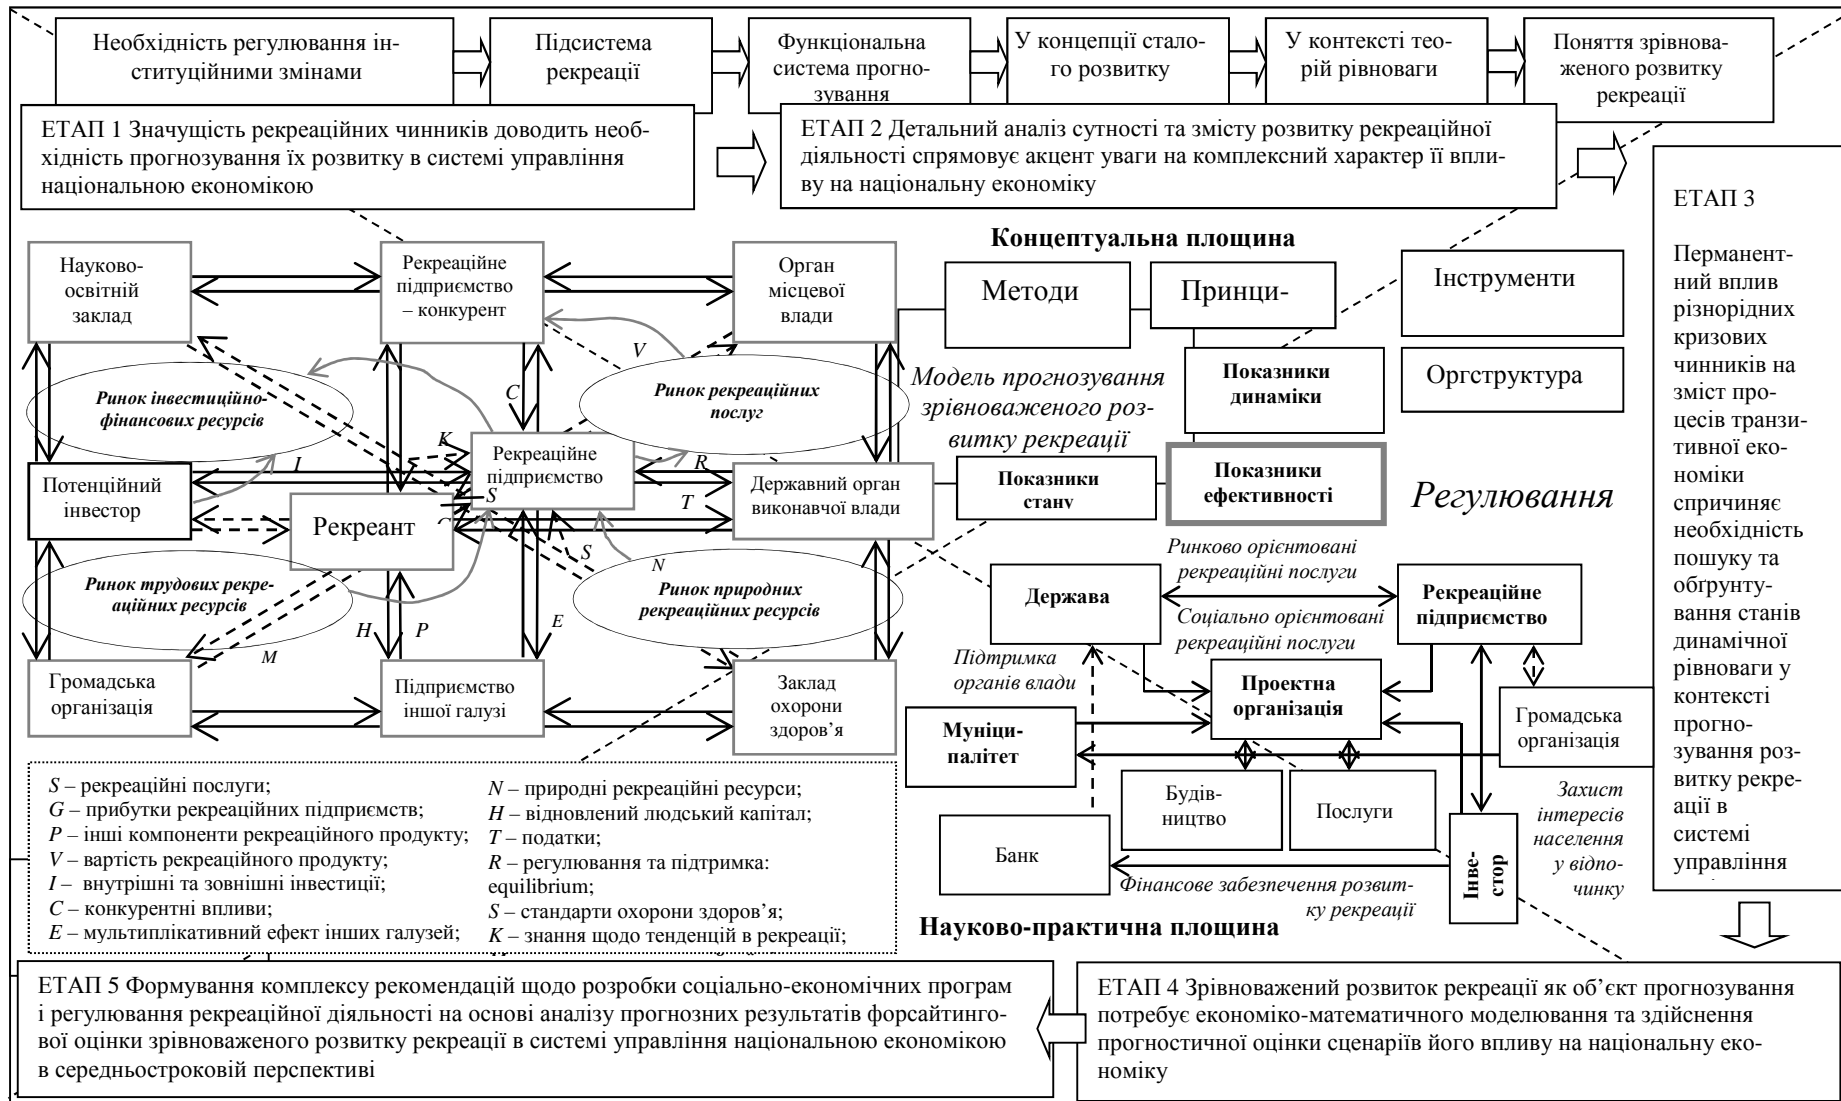 Необхідність регулювання ін-
ституційними змінами
Підсистема
рекреації
Функціональна
система прогно-
зування
У концепції стало-
го розвитку
У контексті тео-
рій рівноваги
Поняття зрівнова-
женого розвитку
рекреації
ЕТАП 1 Значущість рекреаційних чинників доводить необ-
хідність прогнозування їх розвитку в системі управління
національною економікою
ЕТАП 2 Детальний аналіз сутності та змісту розвитку рекреаційної
діяльності спрямовує акцент уваги на комплексний характер її впли-
ву на національну економіку
ЕТАП 3
Перманент-
ний вплив
різнорідних
кризових
чинників на
зміст про-
цесів транзи-
тивної еко-
номіки
спричиняє
необхідність
пошуку та
обґрунту-
вання станів
динамічної
рівноваги у
контексті
прогно-
зування роз-
витку рекре-
ації в
системі
управління
Концептуальна площина
Науково-
освітній
заклад
Рекреаційне
підприємство
– конкурент
Орган
місцевої
влади
Методи
Принци-
Інструменти
V
Ринок інвестиційно-
фінансових ресурсів
C
Ринок рекреаційних
послуг
Модель прогнозування
зрівноваженого роз-
витку рекреації
Показники
динаміки
Оргструктура
K
I
Рекреаційне
підприємство
R
T
S
Потенційний
інвестор
Рекреант
Державний орган
виконавчої влади
Показники
стану
Показники
ефективності
Регулювання
S
N
Ринок трудових рекре-
аційних ресурсів
Ринок природних
рекреаційних ресурсів
H
P
E
M
Громадська
організація
Підприємство
іншої галузі
Заклад
охорони
здоров’я
Ринково орієнтовані
рекреаційні послуги
Держава
Рекреаційне
підприємство
Соціально орієнтовані
рекреаційні послуги
Підтримка
органів влади
Проектна
організація
Муніци-
палітет
Громадська
організація
Будів-
ництво
Послуги
Захист
інтересів
населення
у відпо-
чинку
Банк
Інве-
стор
Фінансове забезпечення розвит-
ку рекреації
Науково-практична площина
S – рекреаційні послуги;
G – прибутки рекреаційних підприємств;
P – інші компоненти рекреаційного продукту;
V – вартість рекреаційного продукту;
I – внутрішні та зовнішні інвестиції;
C – конкурентні впливи;
E – мультиплікативний ефект інших галузей;
N – природні рекреаційні ресурси;
H – відновлений людський капітал;
T – податки;
R – регулювання та підтримка:
equilibrium;
S – стандарти охорони здоров’я;
K – знання щодо тенденцій в рекреації;
ЕТАП 5 Формування комплексу рекомендацій щодо розробки соціально-економічних програм
і регулювання рекреаційної діяльності на основі аналізу прогнозних результатів форсайтинго-
вої оцінки зрівноваженого розвитку рекреації в системі управління національною економікою
в середньостроковій перспективі
ЕТАП 4 Зрівноважений розвиток рекреації як об’єкт прогнозування
потребує економіко-математичного моделювання та здійснення
прогностичної оцінки сценаріїв його впливу на національну еко-
номіку